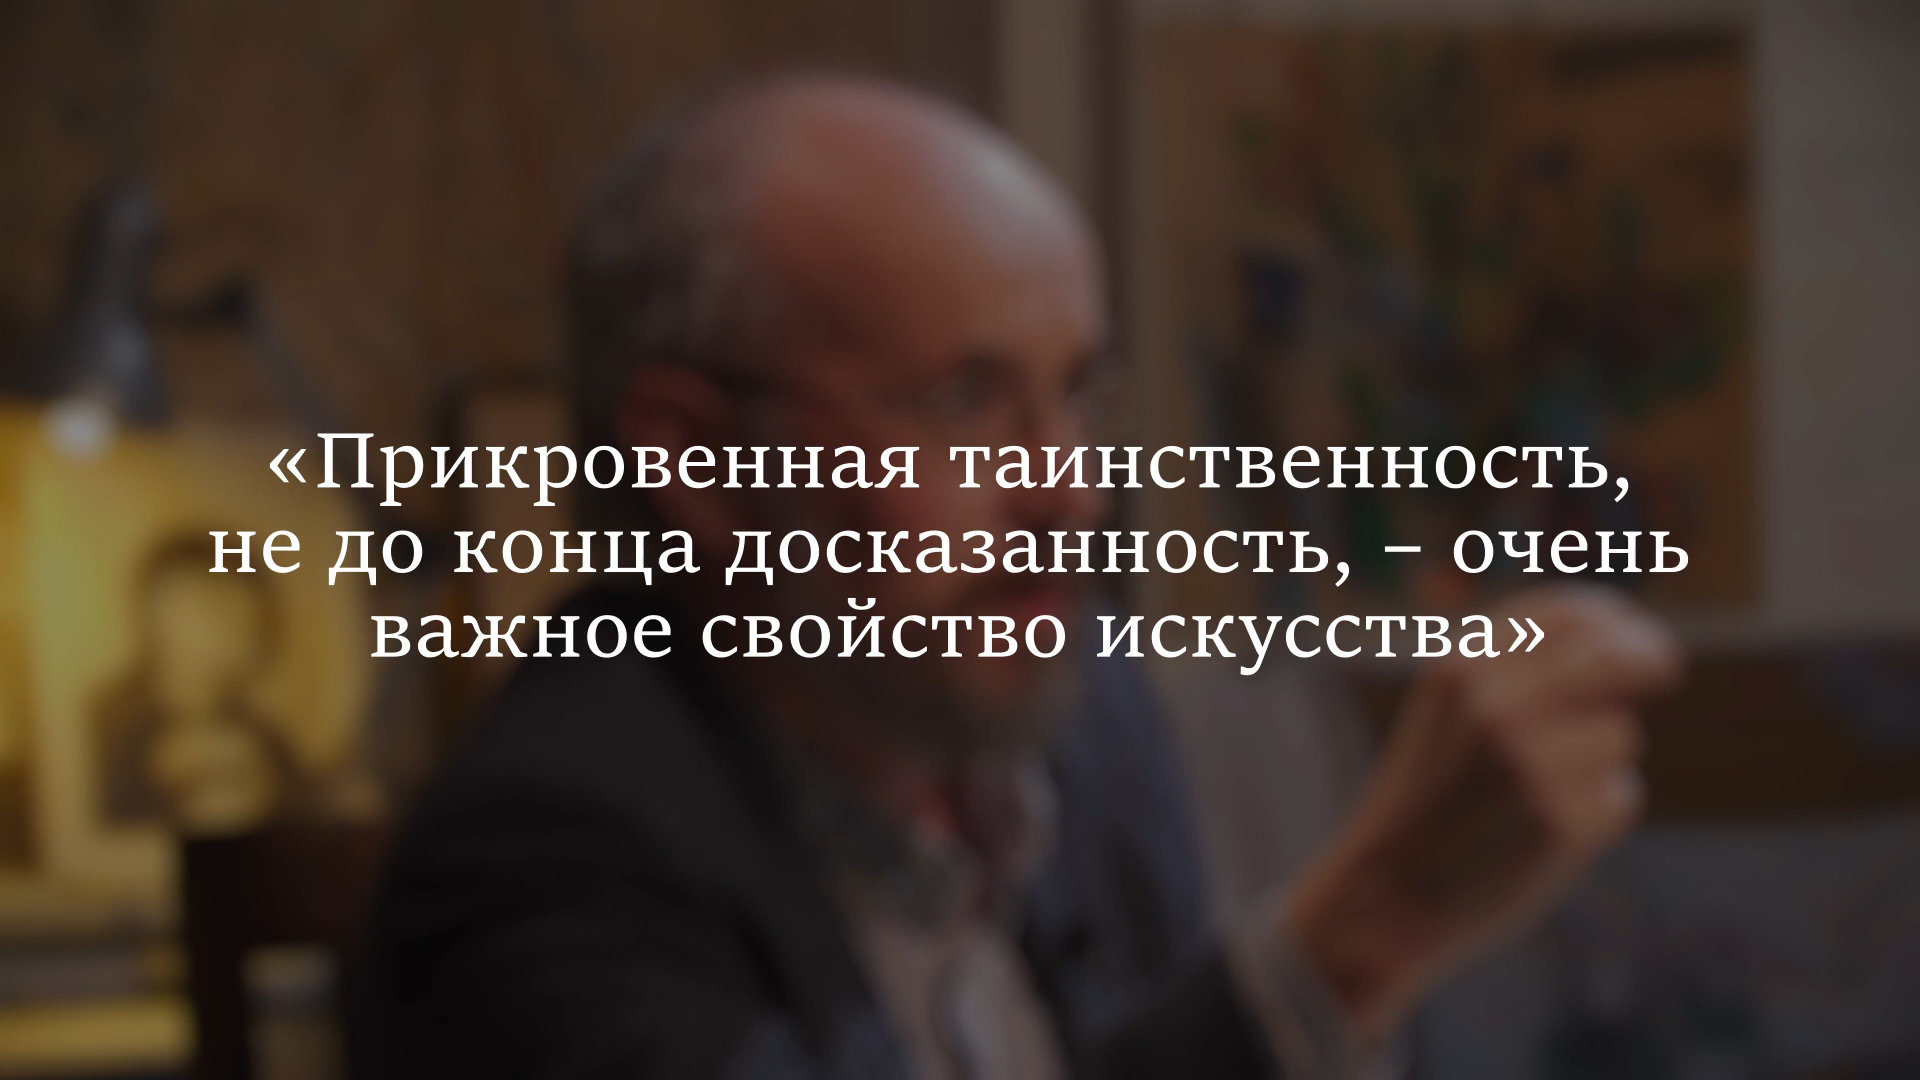 «Прикровенная таинственность,
не до конца досказанность, – очень
важное свойство искусства»